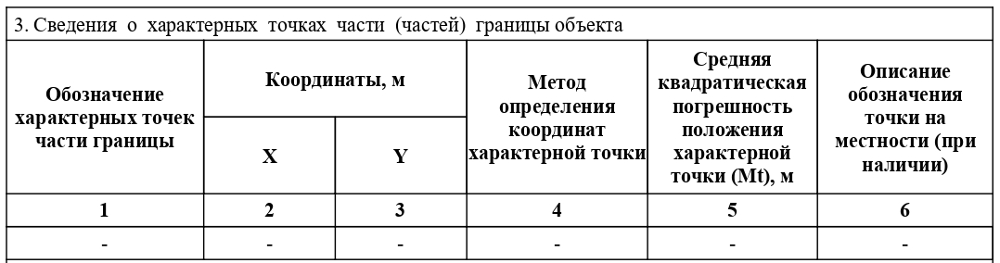 3. Сведения о характерных точках части (частей) границы объекта
Обозначение
характерных точек
части границы
Координаты, м
X
Y
Метод
определения
координат
характерной точки
Средняя
квадратическая
погрешность
положения
характерной
точки (Mt), м
Описание
обозначения
точки на
местности (при
наличии)
1 2 3 4 5 6
- - - - - -